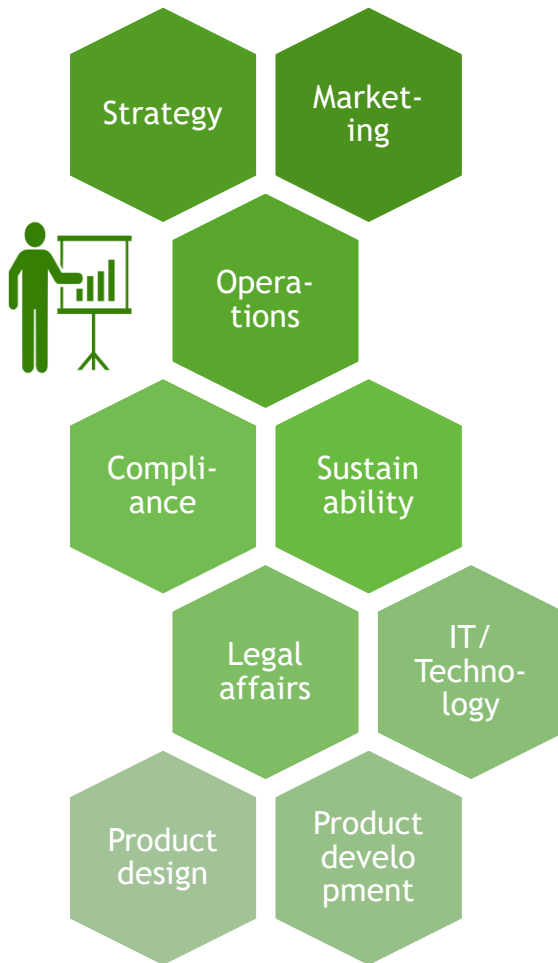 Strategy
Market-
ing
Opera-
tions
Compli-
ance
Sustain
ability
Legal
affairs
IT/
Techno-
logy
Product
design
Product
develo
pment